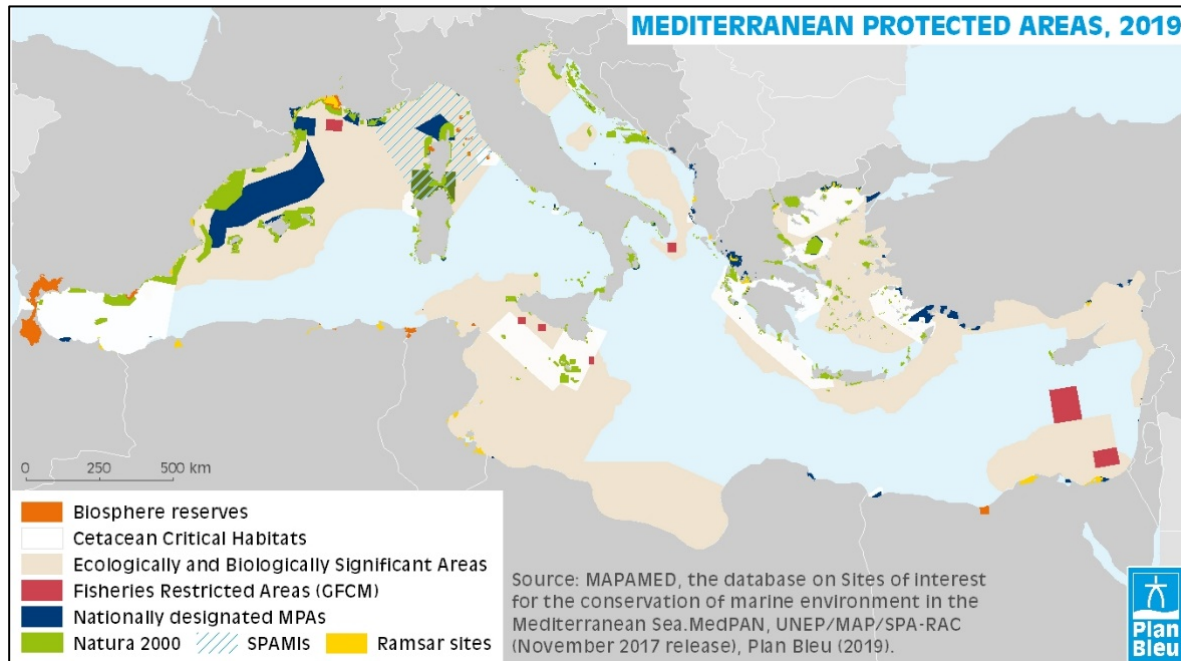 MEDITERRANEAN PROTECTED AREAS, 2019
0 250 500 km
Biosphere reserves
Cetacean Critical Habitats
Ecologically and Biologically Significant Areas
Fisheries Restricted Areas (GFCM)
Nationally designated MPAs
Natura 2000 SPAMIs Ramsar sites
Source: MAPAMED, the database on Sites of interest
for the conservation of marine environment in the
Mediterranean Sea.MedPAN, UNEP/MAP/SPA-RAC
(November 2017 release), Plan Bleu (2019).
Plan
Bleu